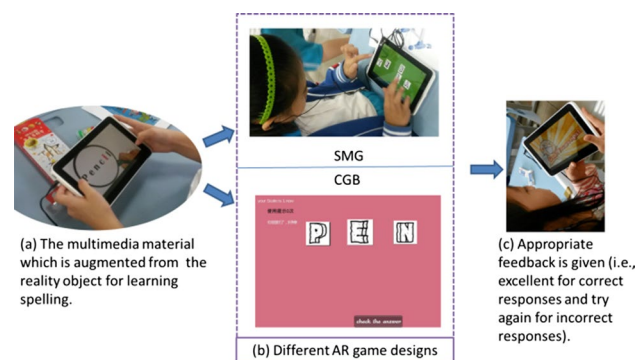 Pencil
(a) The multimedia material
which is augmented from the
reality object for learning
spelling.
SMG
CGB
P E N
check the answer
(b) Different AR game designs
(c) Appropriate
feedback is given (i.e.,
excellent for correct
responses and try
again for incorrect
responses).